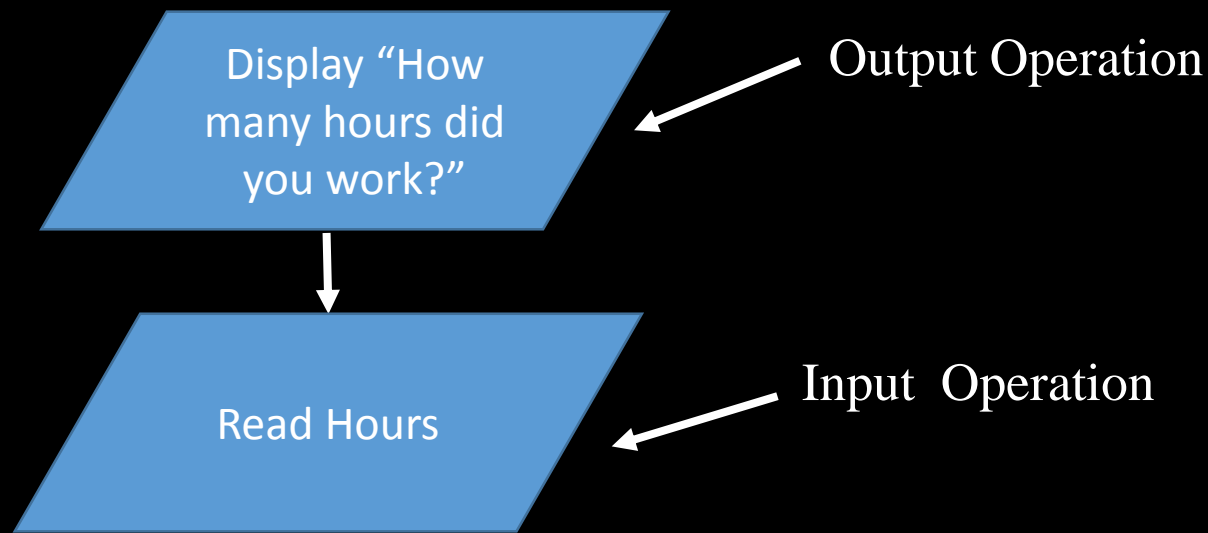 Display “How
many hours did
you work?”
Output Operation
Read Hours
Input Operation